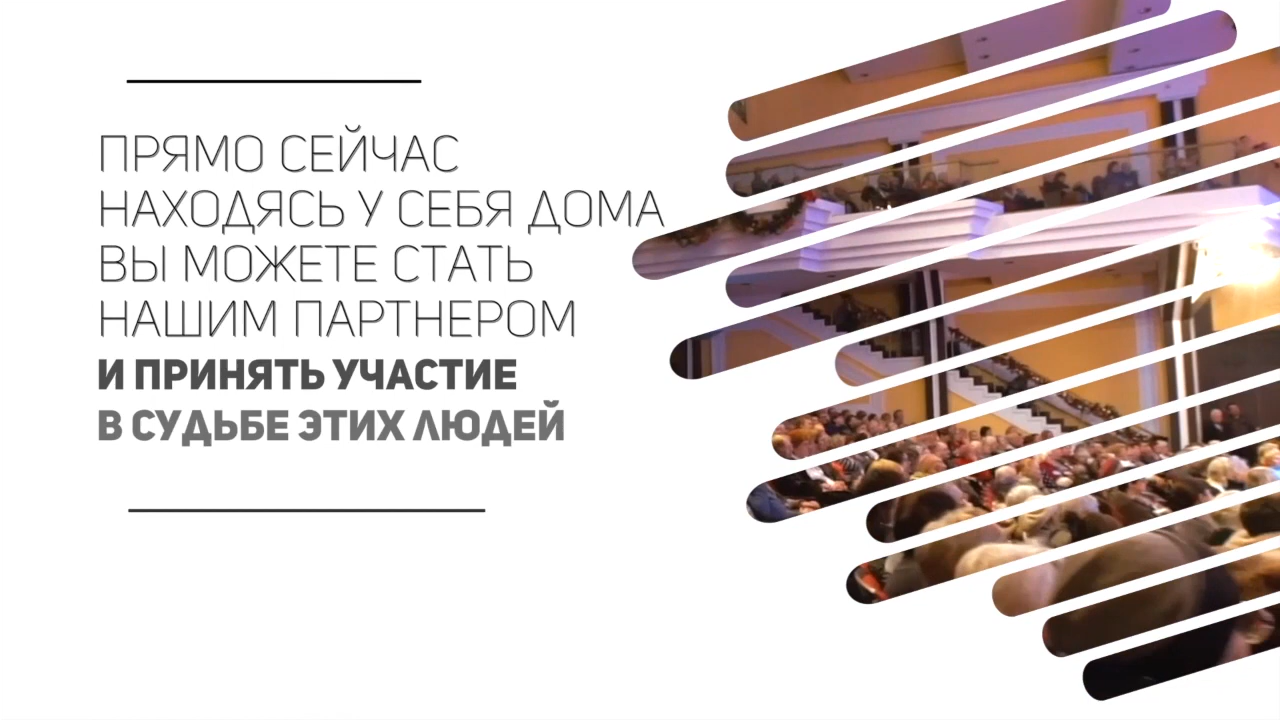 ПРЯМО СЕЙЧАС
НАХОДЯСЬ У СЕБЯ ДОМА
ВЫ МОЖЕТЕ СТАТЬ
НАШИМ ПАРТНЕРОМ
И ПРИНЯТЬ УЧАСТИЕ
В СУДЬБЕ ЭТИХ ЛЮДЕЙ